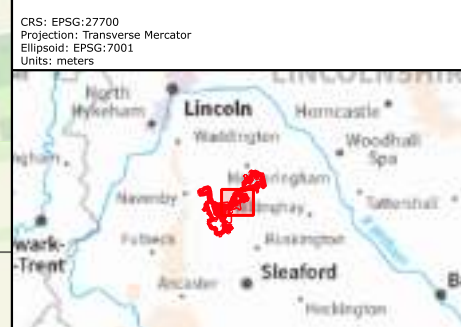 CRS: EPSG:27700
Projection: Transverse Mercator
Ellipsoid: EPSG:7001
Units: meters
LINCOLNSHIRE
North
Hykeham
Lincoln
Horncastle
Waddington
Woodhall
Spa
Navenby
Tattershall
Fulbeck
Ruskington
wark-
-Trent
Ancaster
Sleaford
Heckington